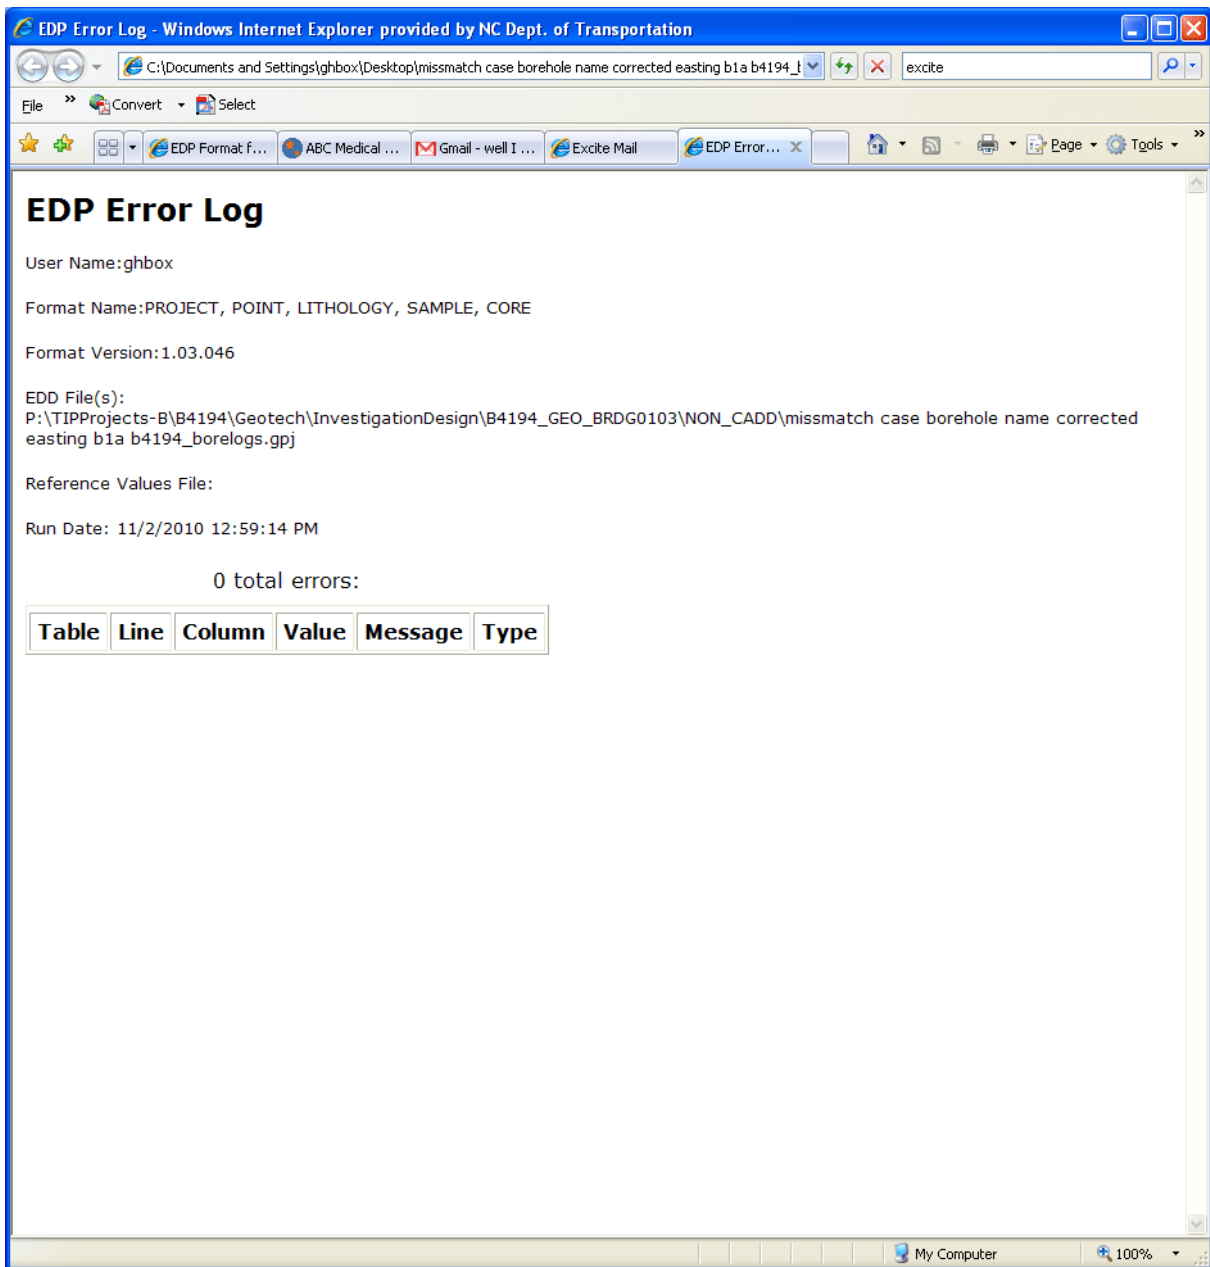 EDP Error Log - Windows Internet Explorer provided by NC Dept. of Transportation
C:\Documents and Settings\ghbox\Desktop\missmatch case borehole name corrected easting b1a b4194_
excite
File » Convert Select
EDP Format f... ABC Medical ... Gmail - well I ... Excite Mail EDP Error... X Page Tools »
EDP Error Log
User Name:ghbox
Format Name:PROJECT, POINT, LITHOLOGY, SAMPLE, CORE
Format Version:1.03.046
EDD File(s):
P:\TIPProjects-B\B4194\Geotech\InvestigationDesign\B4194_GEO_BRDG0103\NON_CADD\missmatch case borehole name corrected
easting b1a b4194_borelogs.gpj
Reference Values File:
Run Date: 11/2/2010 12:59:14 PM
0 total errors:
Table Line Column Value Message Type
My Computer 100%